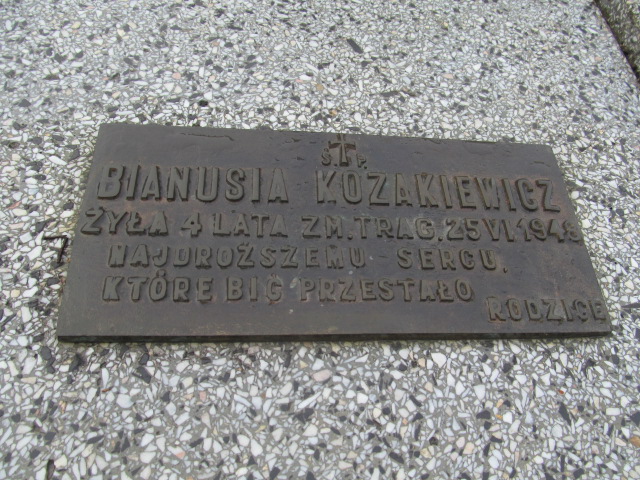 Ś. P.
BIANUSIA KOZAKIEWICZ
ŻYŁA 4 LATA ZM. TRAG. 25 VI 1948
NAJDROŻSZEMU SERCU,
KTÓRE BIĆ PRZESTAŁO
RODZICE